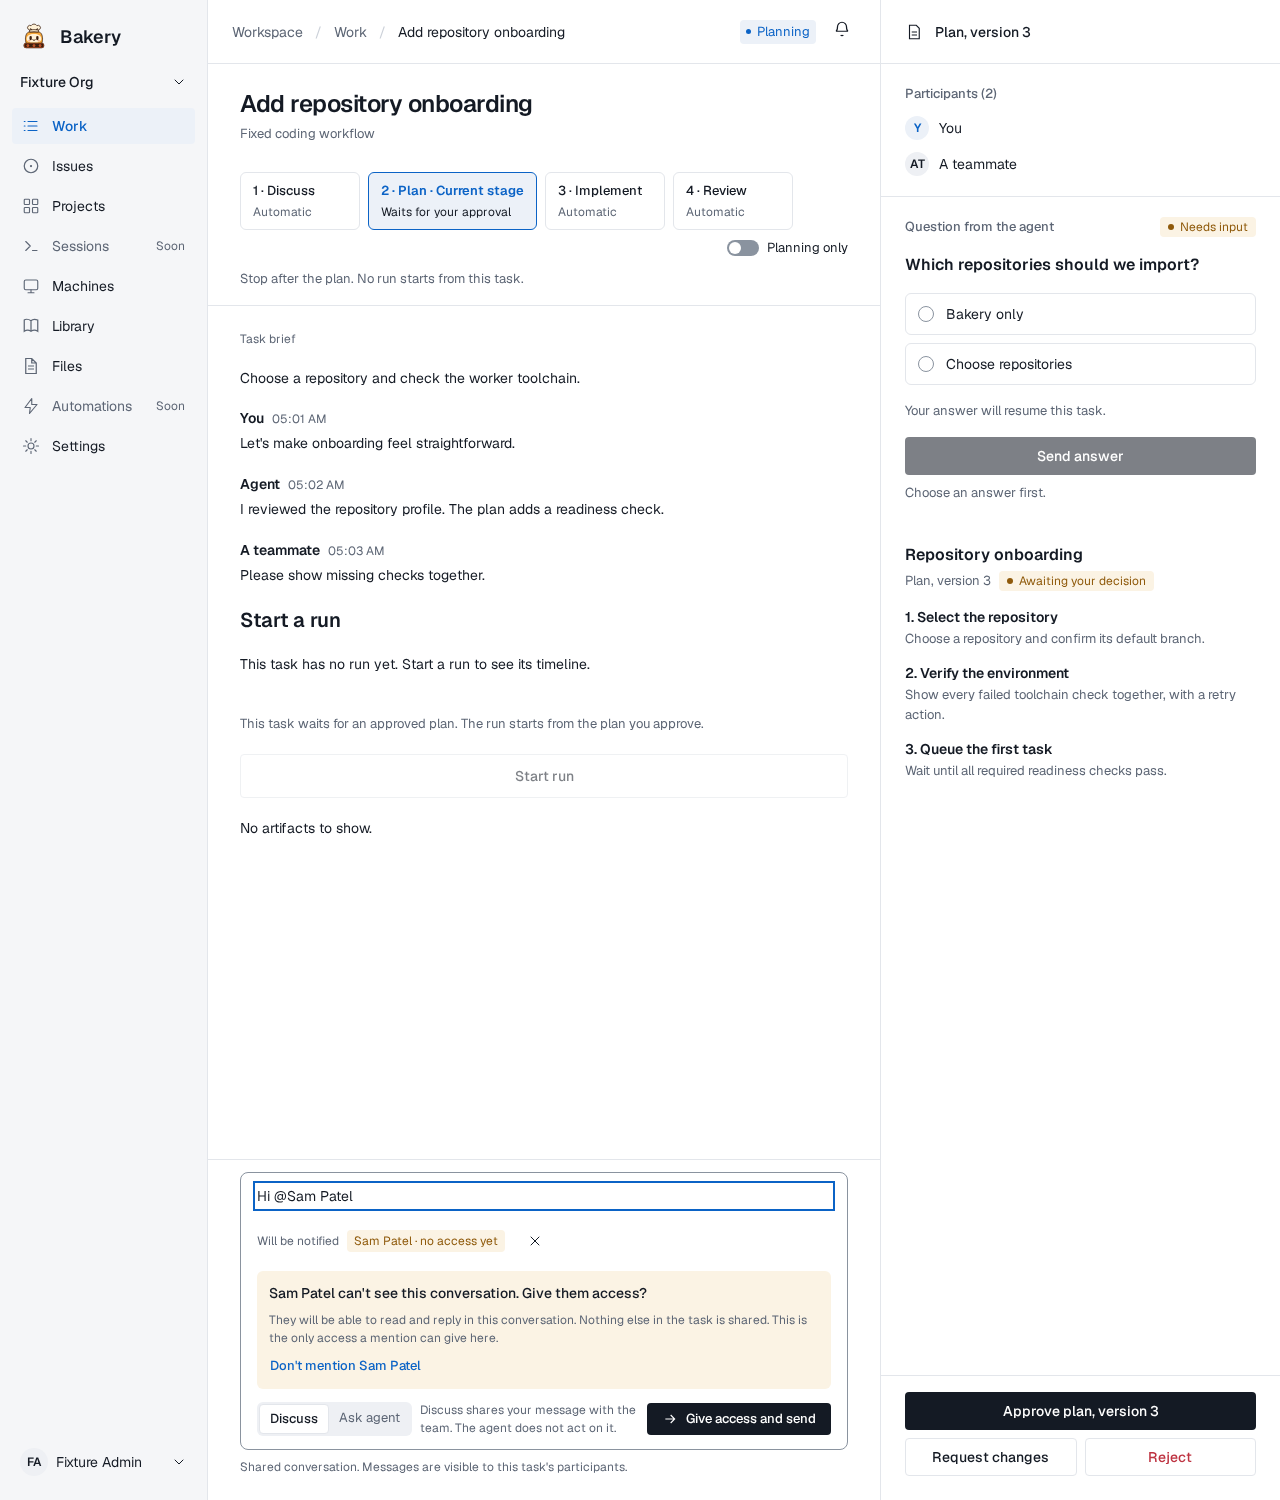 Bakery
Fixture Org
Work
Issues
Projects
Sessions Soon
Machines
Library
Files
Automations Soon
Settings
FA Fixture Admin
Workspace / Work / Add repository onboarding
Planning
Add repository onboarding
Fixed coding workflow
1 · Discuss
Automatic
2 · Plan · Current stage
Waits for your approval
3 · Implement
Automatic
4 · Review
Automatic
Planning only
Stop after the plan. No run starts from this task.
Task brief
Choose a repository and check the worker toolchain.
You 05:01 AM
Let's make onboarding feel straightforward.
Agent 05:02 AM
I reviewed the repository profile. The plan adds a readiness check.
A teammate 05:03 AM
Please show missing checks together.
Start a run
This task has no run yet. Start a run to see its timeline.
This task waits for an approved plan. The run starts from the plan you approve.
Start run
No artifacts to show.
Hi @Sam Patel
Will be notified Sam Patel · no access yet
Sam Patel can't see this conversation. Give them access?
They will be able to read and reply in this conversation. Nothing else in the task is shared. This is
the only access a mention can give here.
Don't mention Sam Patel
Discuss Ask agent
Discuss shares your message with the
team. The agent does not act on it.
Give access and send
Shared conversation. Messages are visible to this task's participants.
Plan, version 3
Participants (2)
Y You
AT A teammate
Question from the agent Needs input
Which repositories should we import?
Bakery only
Choose repositories
Your answer will resume this task.
Send answer
Choose an answer first.
Repository onboarding
Plan, version 3 Awaiting your decision
1. Select the repository
Choose a repository and confirm its default branch.
2. Verify the environment
Show every failed toolchain check together, with a retry
action.
3. Queue the first task
Wait until all required readiness checks pass.
Approve plan, version 3
Request changes Reject